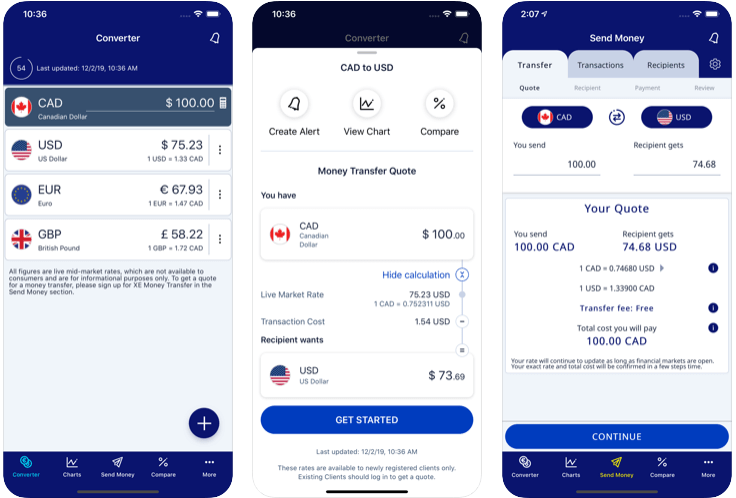 10:36
Converter
54
Last updated: 12/2/19, 10:36 AM
CAD
$ 100.00
Canadian Dollar
USD
$ 75.23
US Dollar
1 USD = 1.33 CAD
EUR
€ 67.93
Euro
1 EUR = 1.47 CAD
GBP
£ 58.22
British Pound
1 GBP = 1.72 CAD
All figures are live mid-market rates, which are not available to
consumers and are for informational purposes only. To get a quote
for a money transfer, please sign up for XE Money Transfer in the
Send Money section.
+
Converter
Charts
Send Money
Compare
More
10:36
Converter
CAD to USD
Create Alert
View Chart
Compare
Money Transfer Quote
You have
CAD
$ 100.00
Canadian
Dollar
Hide calculation
Live Market Rate
75.23 USD
1 CAD = 0.752311 USD
Transaction Cost
1.54 USD
Recipient wants
USD
$ 73.69
US Dollar
GET STARTED
Last updated: 12/2/19, 10:36 AM
These rates are available to newly registered clients only.
Existing Clients should log in to get a quote.
2:07
Send Money
Transfer
Transactions
Recipients
Quote
Recipient
Payment
Review
CAD
USD
You send
Recipient gets
100.00
74.68
Your Quote
You send
Recipient gets
100.00 CAD
74.68 USD
1 CAD = 0.74680 USD
1 USD = 1.33900 CAD
Transfer fee: Free
Total cost you will pay
100.00 CAD
Your rate will continue to update as long as financial markets are open.
Your exact rate and total cost will be confirmed in a few steps time.
CONTINUE
Converter
Charts
Send Money
Compare
More